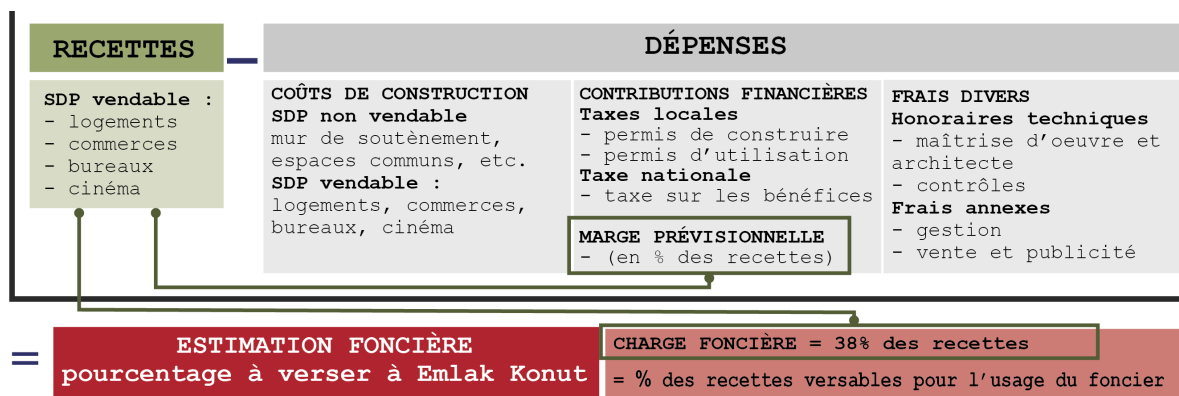 RECETTES
–
DÉPENSES
SDP vendable :
- logements
- commerces
- bureaux
- cinéma
COÛTS DE CONSTRUCTION
SDP non vendable
mur de soutènement,
espaces communs, etc.
SDP vendable :
logements, commerces,
bureaux, cinéma
CONTRIBUTIONS FINANCIÈRES
Taxes locales
- permis de construire
- permis d'utilisation
Taxe nationale
- taxe sur les bénéfices
MARGE PRÉVISIONNELLE
- (en % des recettes)
FRAIS DIVERS
Honoraires techniques
- maîtrise d'oeuvre et
architecte
- contrôles
Frais annexes
- gestion
- vente et publicité
=
ESTIMATION FONCIÈRE
pourcentage à verser à Emlak Konut
CHARGE FONCIÈRE = 38% des recettes
= % des recettes versables pour l'usage du foncier